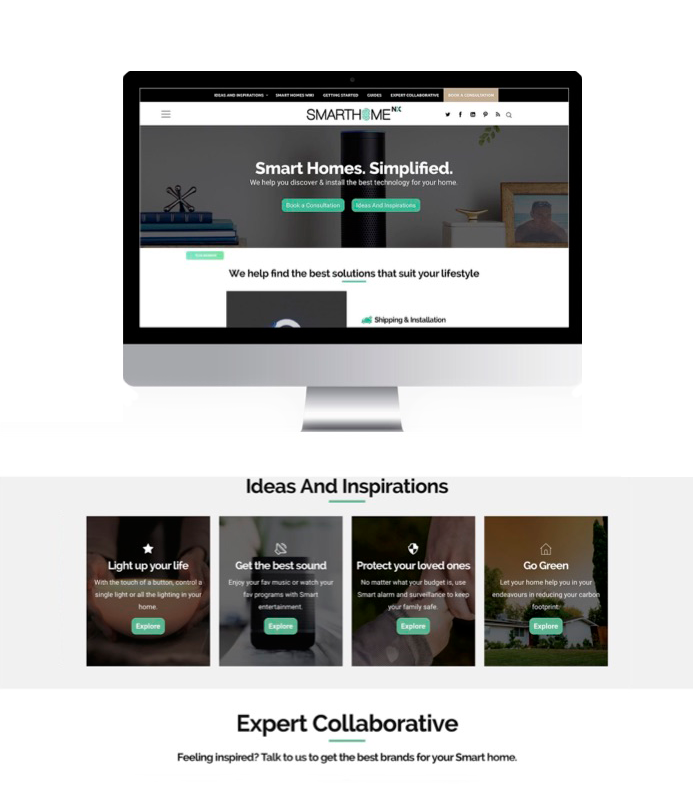 IDEAS AND INSPIRATIONS SMART HOMES WIKI GETTING STARTED GUIDES EXPERT COLLABORATIVE BOOK A CONSULTATION
SMARTHOME NX
Smart Homes. Simplified.
We help you discover & install the best technology for your home.
Book a Consultation Ideas And Inspirations
We help find the best solutions that suit your lifestyle
Shipping & Installation
Ideas And Inspirations
Light up your life
With the touch of a button, control a
single light or all the lighting in your
home.
Explore
Get the best sound
Enjoy your fav music or watch your
fav programs with Smart
entertainment.
Explore
Protect your loved ones
No matter what your budget is, use
Smart alarm and surveillance to keep
your family safe.
Explore
Go Green
Let your home help you in your
endeavours in reducing your carbon
footprint.
Explore
Expert Collaborative
Feeling inspired? Talk to us to get the best brands for your Smart home.